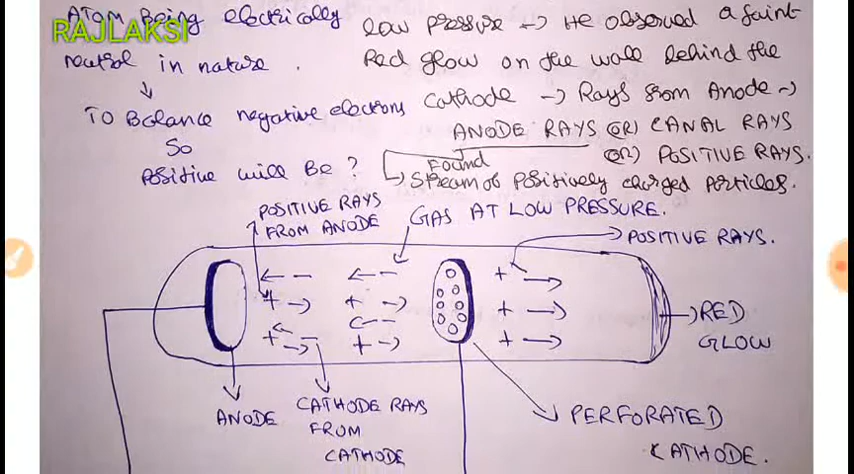 ATOM Being electrically
neutral in nature.
TO Balance negative electrons
So
Positive will Be?
RAJLAKSI
low pressure → He observed a faint
Red glow on the wall behind the
Cathode → Rays from Anode →
ANODE RAYS (OR) CANAL RAYS
(OR) POSITIVE RAYS.
Found
Stream of positively charged particles.
POSITIVE RAYS
FROM ANODE
GAS AT LOW PRESSURE.
POSITIVE RAYS.
RED
GLOW
ANODE
CATHODE RAYS
FROM
CATHODE
PERFORATED
CATHODE.